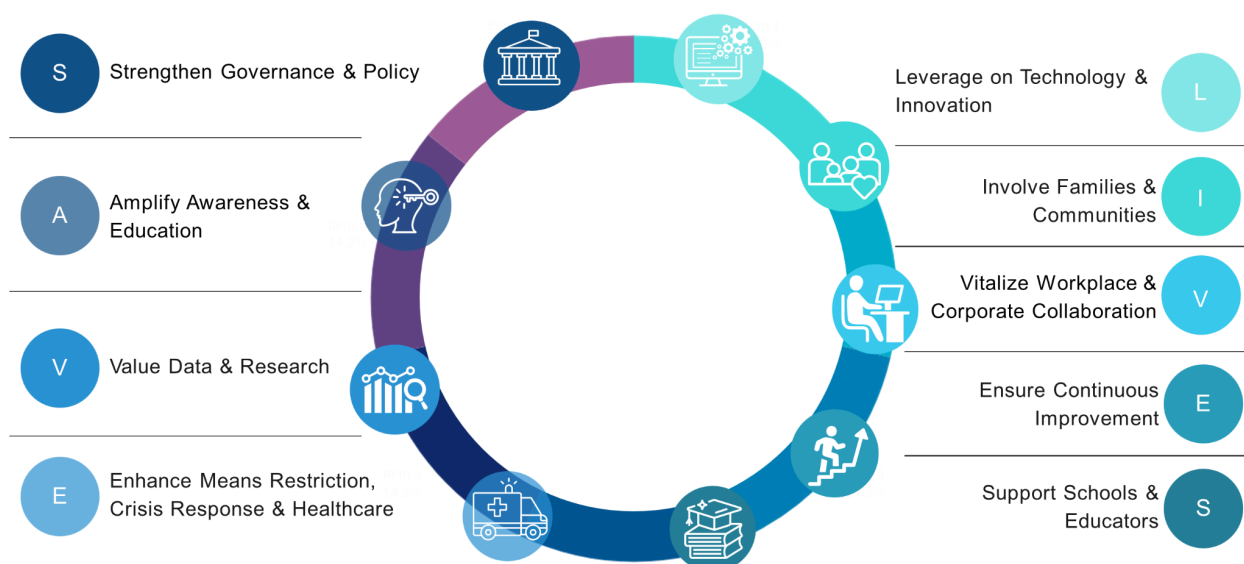 S
Strengthen Governance & Policy
A
Amplify Awareness &
Education
V
Value Data & Research
E
Enhance Means Restriction,
Crisis Response & Healthcare
Leverage on Technology &
Innovation
L
Involve Families &
Communities
I
Vitalize Workplace &
Corporate Collaboration
V
Ensure Continuous
Improvement
E
Support Schools &
Educators
S